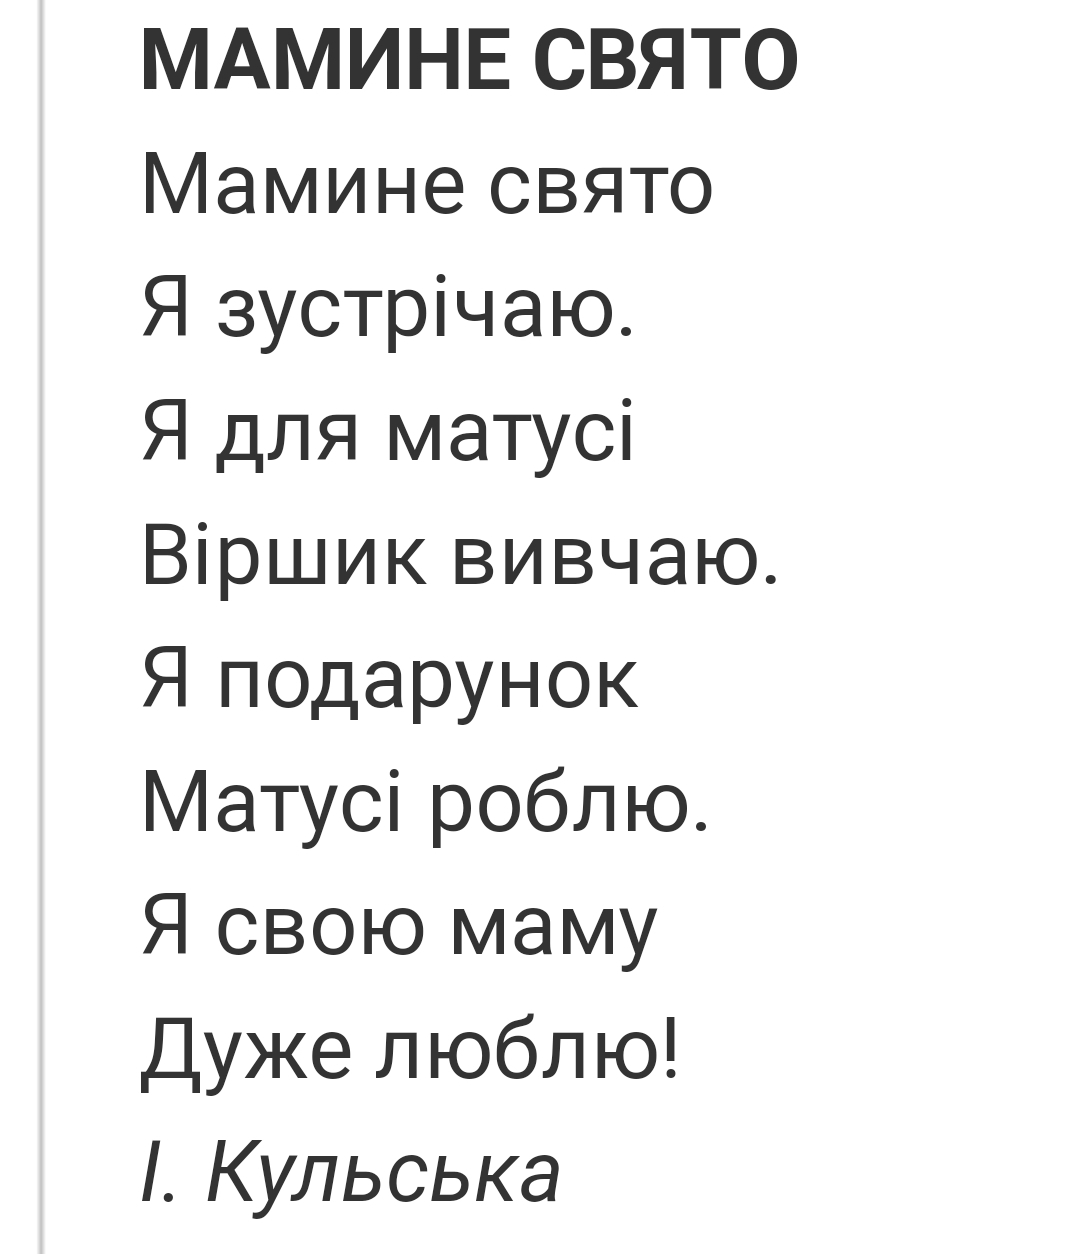 МАМИНЕ СВЯТО
Мамине свято
Я зустрічаю.
Я для матусі
Віршик вивчаю.
Я подарунок
Матусі роблю.
Я свою маму
Дуже люблю!
І. Кульська